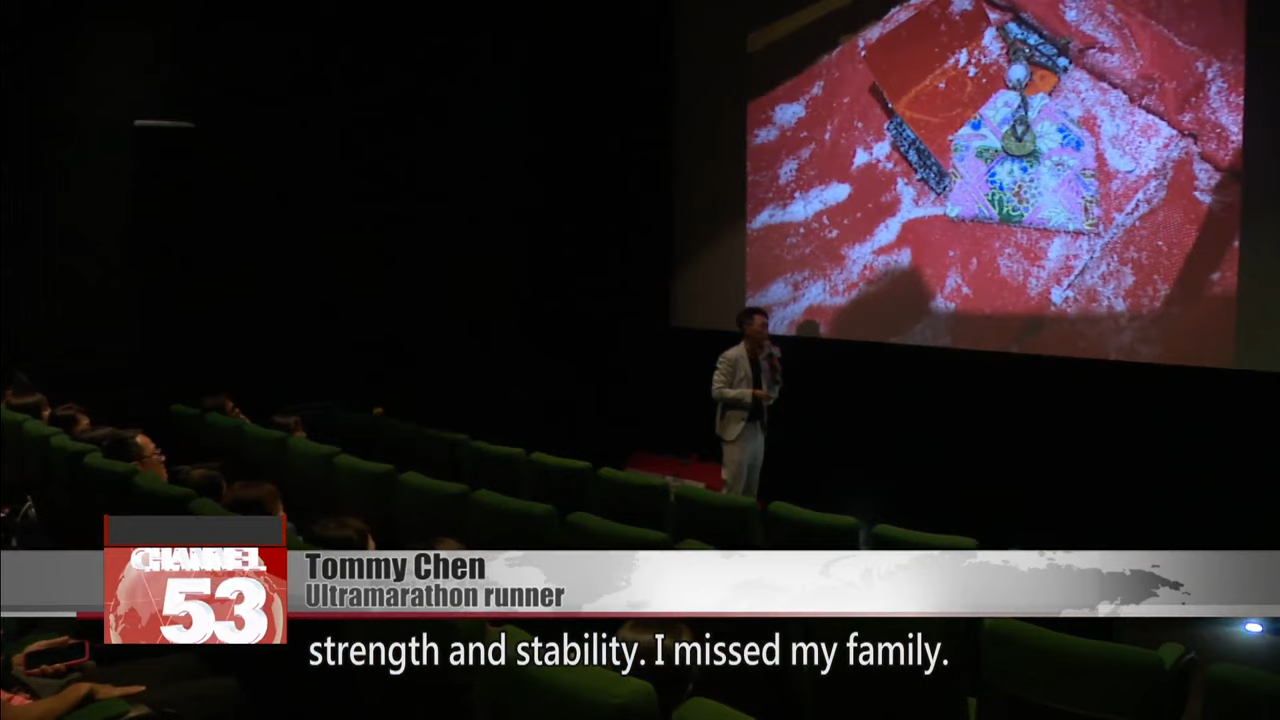 CHANNEL
53
Tommy Chen
Ultramarathon runner
strength and stability. I missed my family.